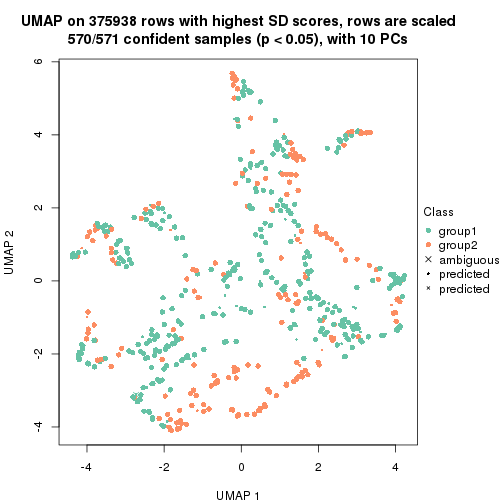 UMAP on 375938 rows with highest SD scores, rows are scaled
570/571 confident samples (p < 0.05), with 10 PCs
6
4
2
0
-2
-4
UMAP 2
-4
-2
0
2
4
UMAP 1
Class
group1
group2
ambiguous
predicted
predicted